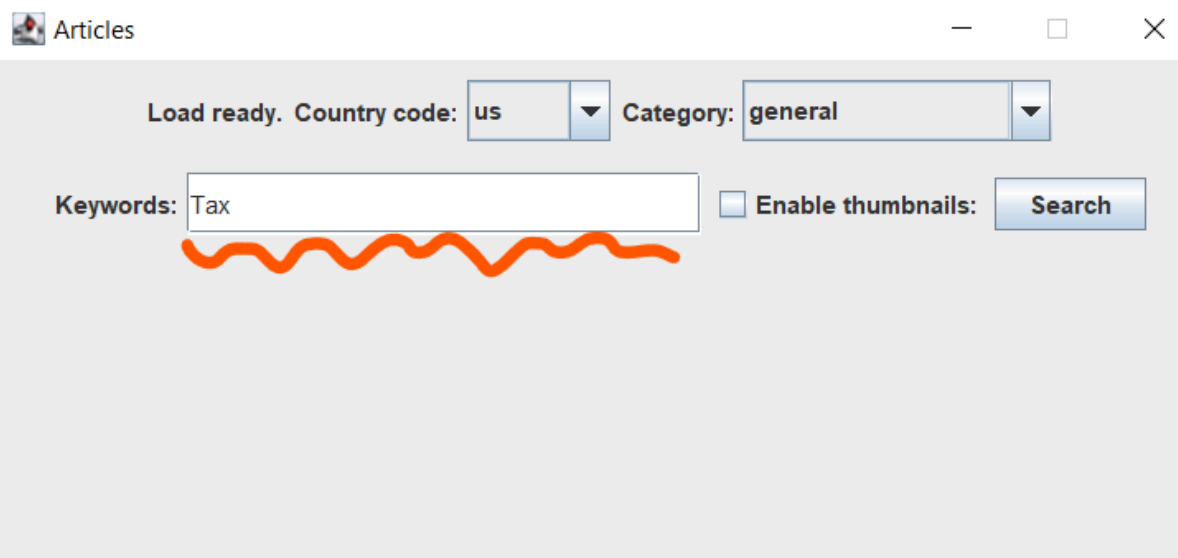 Articles
Load ready. Country code: us Category: general
Keywords: Tax Enable thumbnails: Search